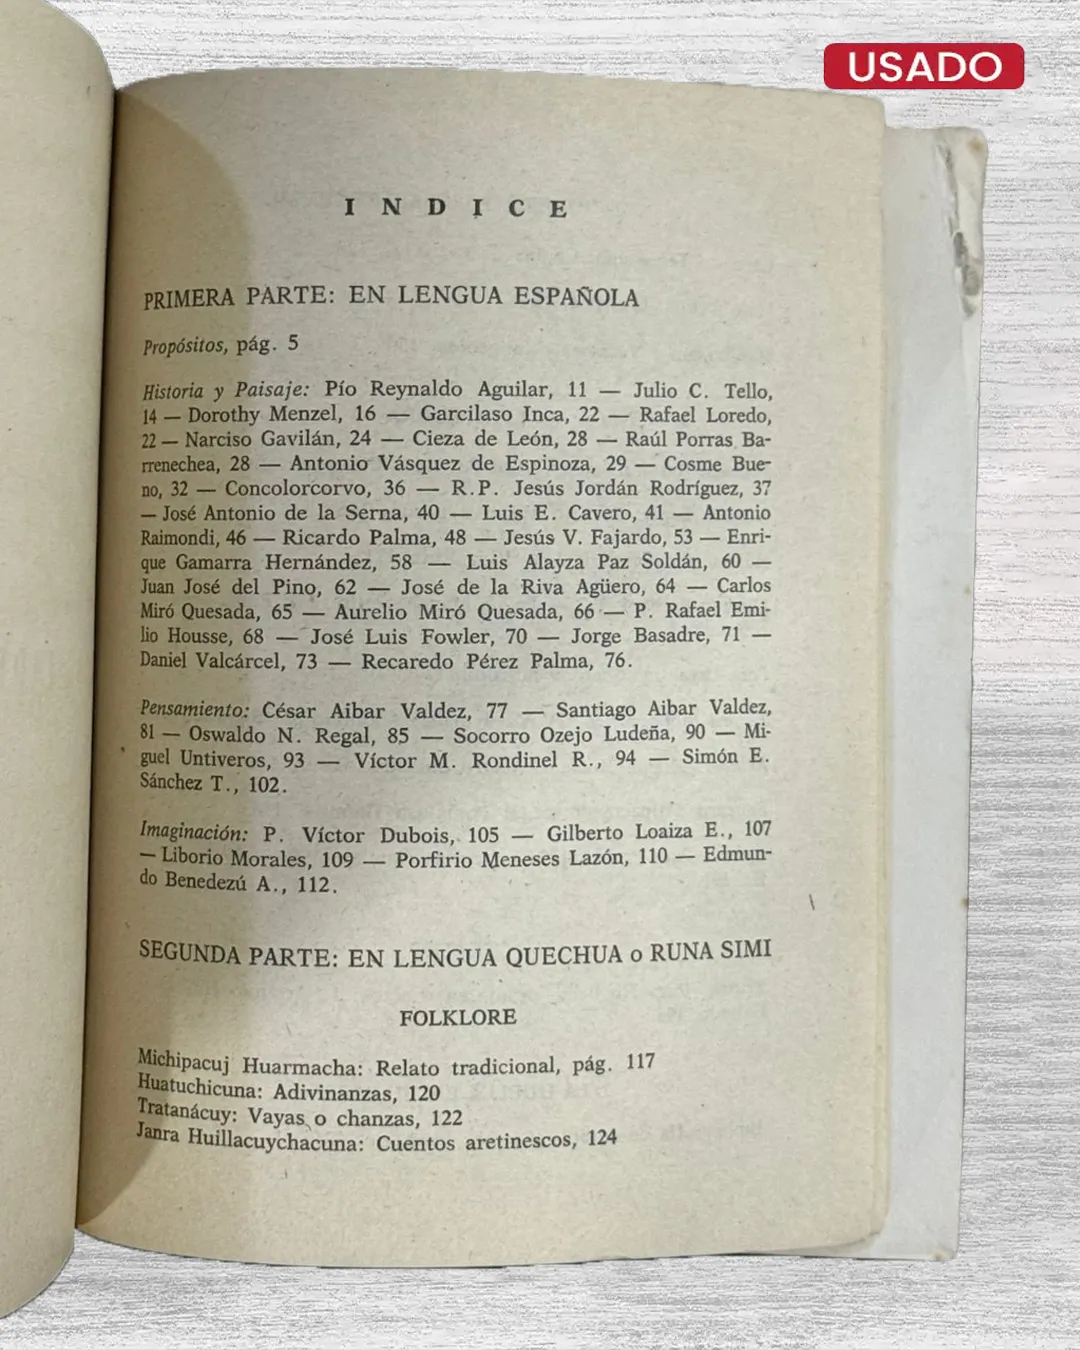 USADO
I N D I C E
PRIMERA PARTE: EN LENGUA ESPAÑOLA
Propósitos, pág. 5
Historia y Paisaje: Pío Reynaldo Aguilar, 11 — Julio C. Tello,
14 — Dorothy Menzel, 16 — Garcilaso Inca, 22 — Rafael Loredo,
22 — Narciso Gavilán, 24 — Cieza de León, 28 — Raúl Porras Ba-
rrenechea, 28 — Antonio Vásquez de Espinoza, 29 — Cosme Bue-
no, 32 — Concolorcorvo, 36 — R.P. Jesús Jordán Rodríguez, 37
— José Antonio de la Serna, 40 — Luis E. Cavero, 41 — Antonio
Raimondi, 46 — Ricardo Palma, 48 — Jesús V. Fajardo, 53 — Enri-
que Gamarra Hernández, 58 — Luis Alayza Paz Soldán, 60 —
Juan José del Pino, 62 — José de la Riva Agüero, 64 — Carlos
Miró Quesada, 65 — Aurelio Miró Quesada, 66 — P. Rafael Emi-
lio Housse, 68 — José Luis Fowler, 70 — Jorge Basadre, 71 —
Daniel Valcárcel, 73 — Recaredo Pérez Palma, 76.
Pensamiento: César Aibar Valdez, 77 — Santiago Aibar Valdez,
81 — Oswaldo N. Regal, 85 — Socorro Ozejo Ludeña, 90 — Mi-
guel Untiveros, 93 — Víctor M. Rondinel R., 94 — Simón E.
Sánchez T., 102.
Imaginación: P. Víctor Dubois, 105 — Gilberto Loaiza E., 107
— Liborio Morales, 109 — Porfirio Meneses Lazón, 110 — Edmun-
do Benedezú A., 112.
SEGUNDA PARTE: EN LENGUA QUECHUA o RUNA SIMI
FOLKLORE
Michipacuj Huarmacha: Relato tradicional, pág. 117
Huatuchicuna: Adivinanzas, 120
Tratanácuy: Vayas o chanzas, 122
Janra Huillacuychacuna: Cuentos aretinescos, 124